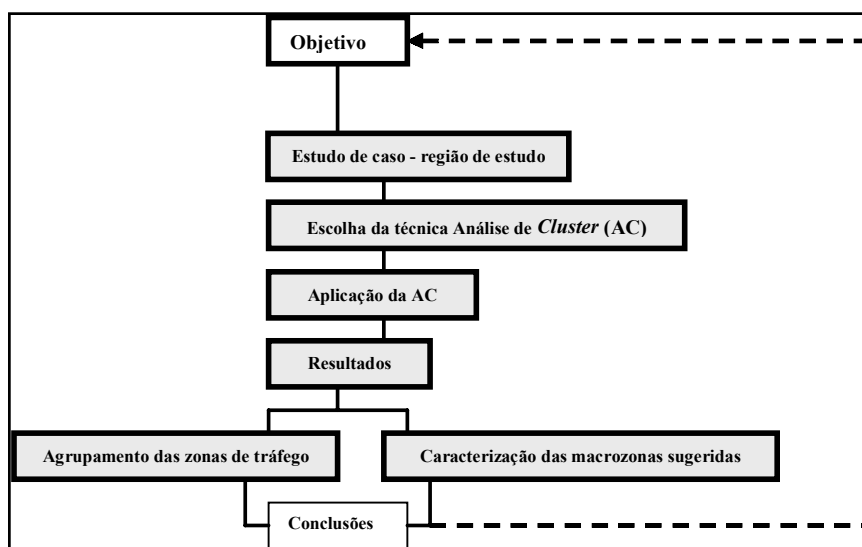 Objetivo
Estudo de caso - região de estudo
Escolha da técnica Análise de Cluster (AC)
Aplicação da AC
Resultados
Agrupamento das zonas de tráfego
Caracterização das macrozonas sugeridas
Conclusões